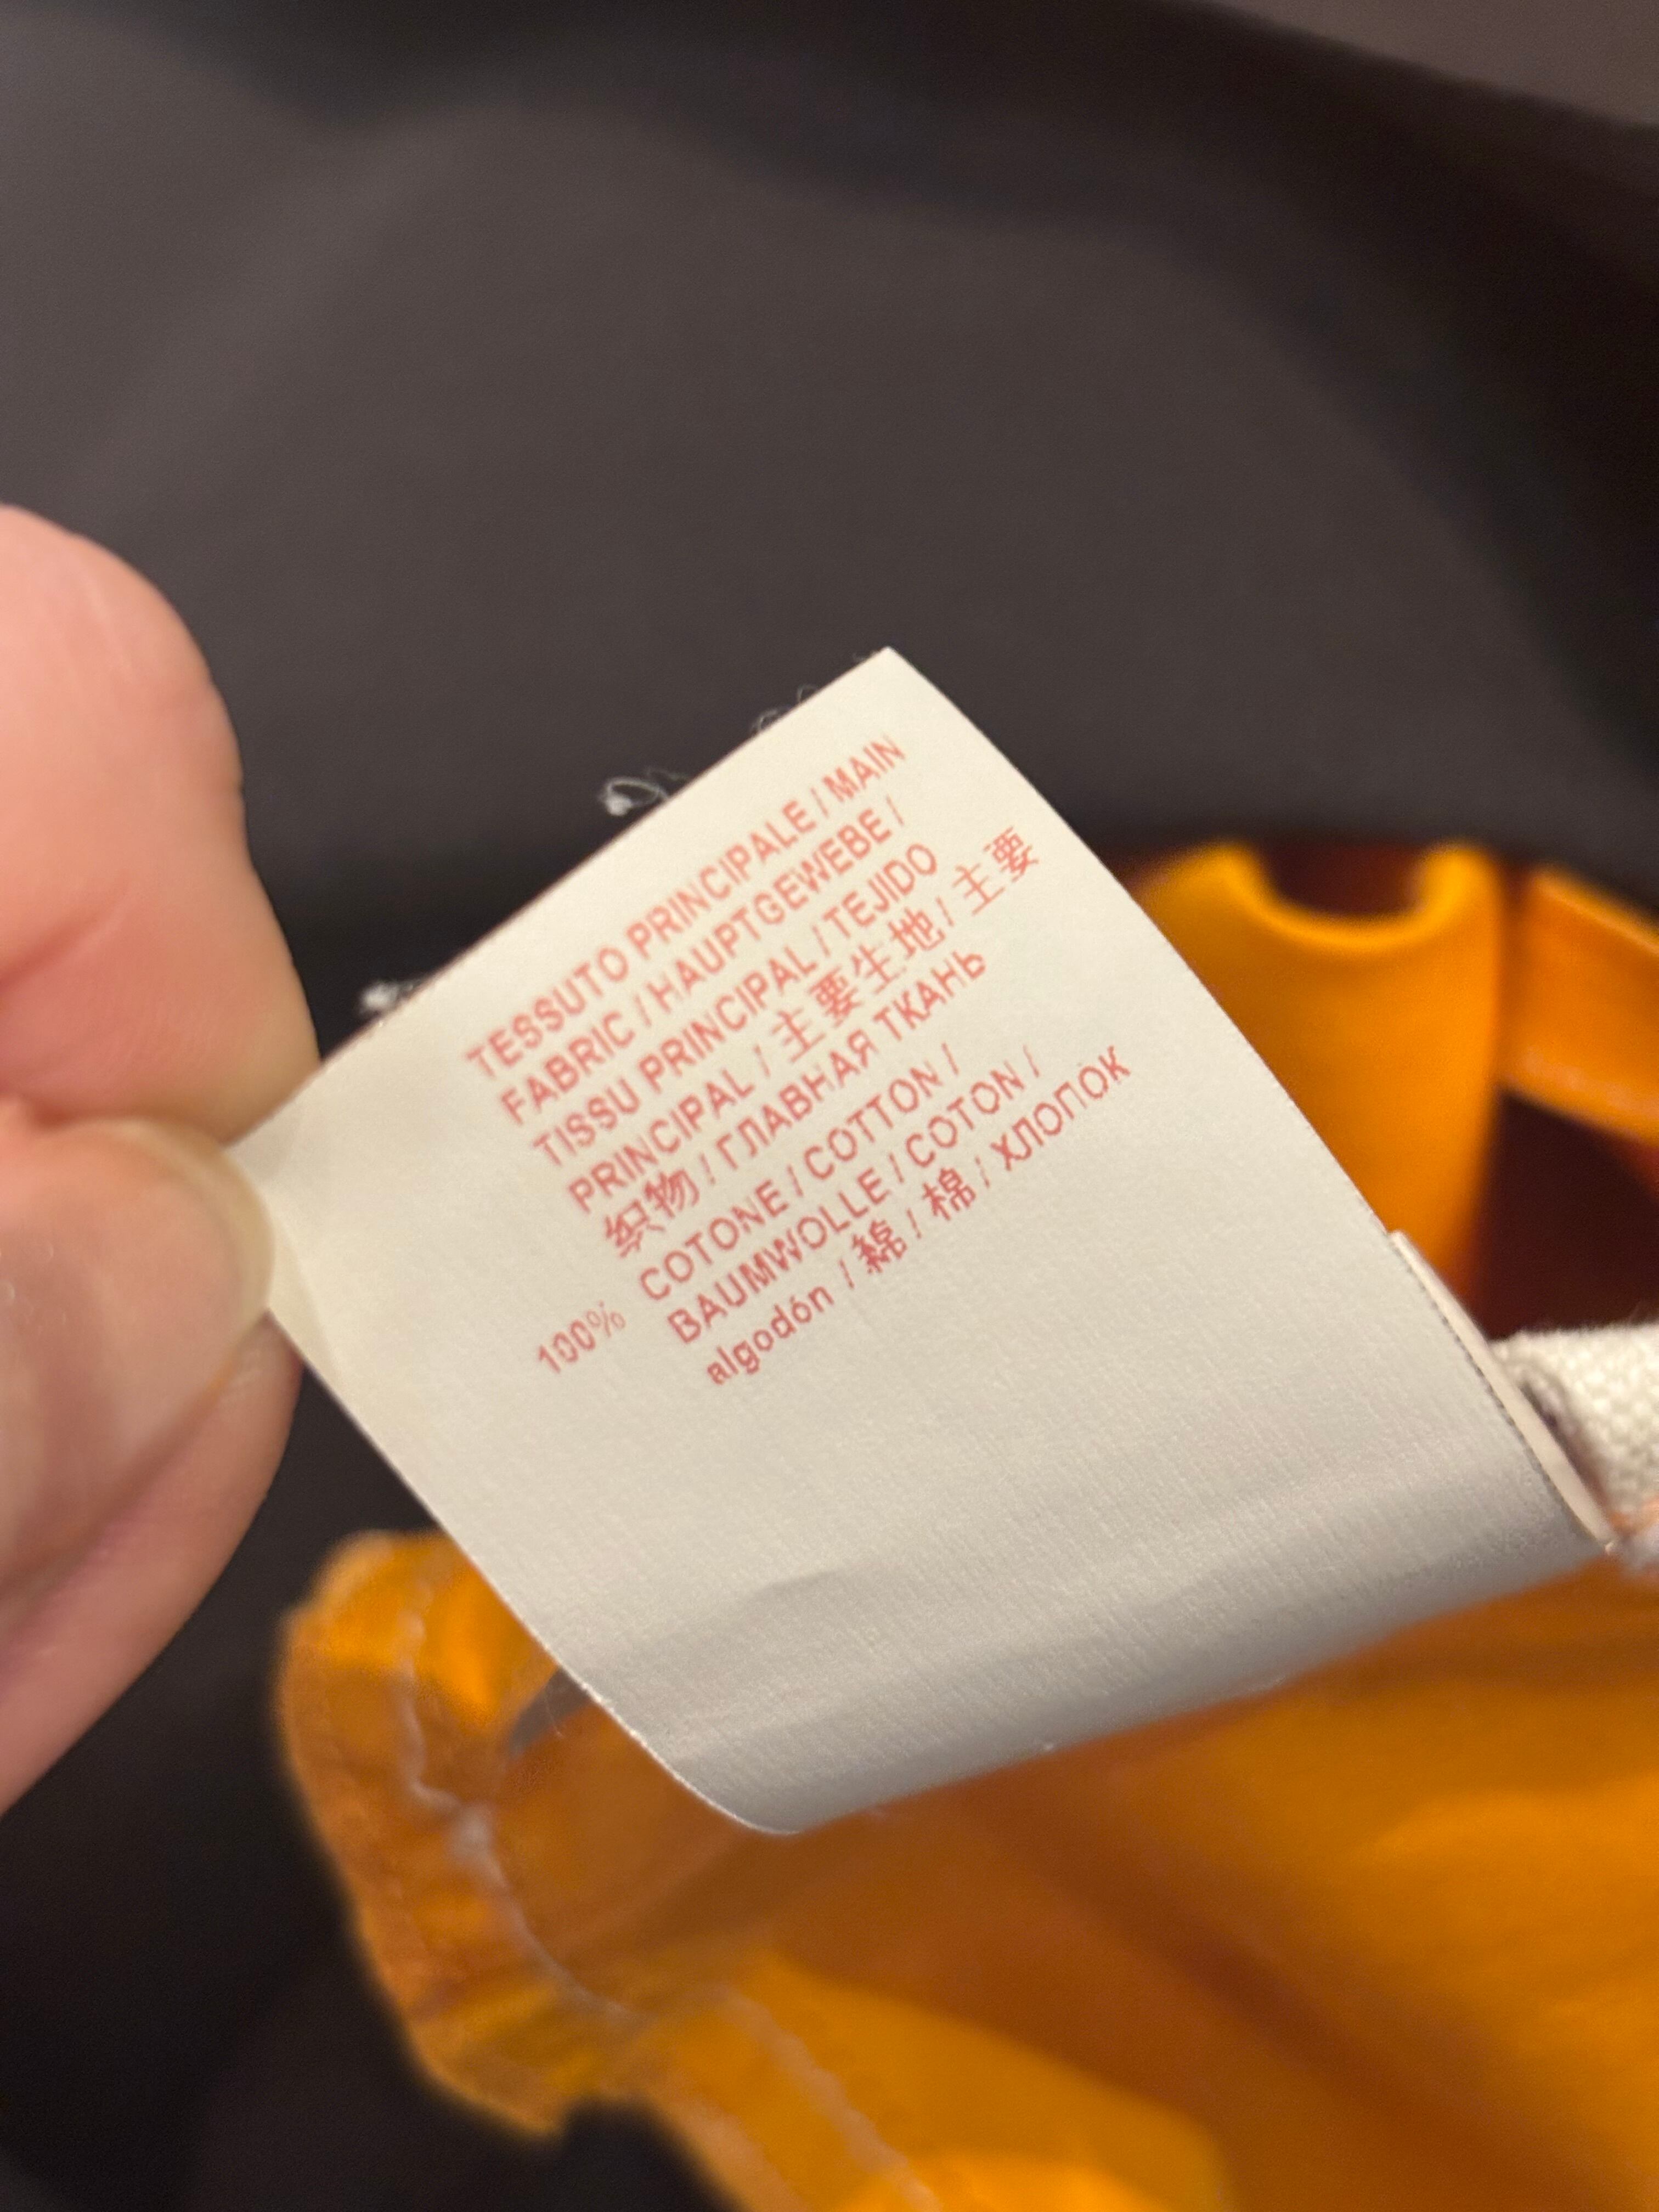 TESSUTO PRINCIPALE / MAIN
FABRIC / HAUPTGEWEBE /
TISSU PRINCIPAL / TEJIDO
PRINCIPAL / 主要生地 / 主要
织物 / ГЛАВНАЯ ТКАНЬ
100% COTONE / COTTON /
BAUMWOLLE / COTON /
algodón / 綿 / 棉 / ХЛОПОК